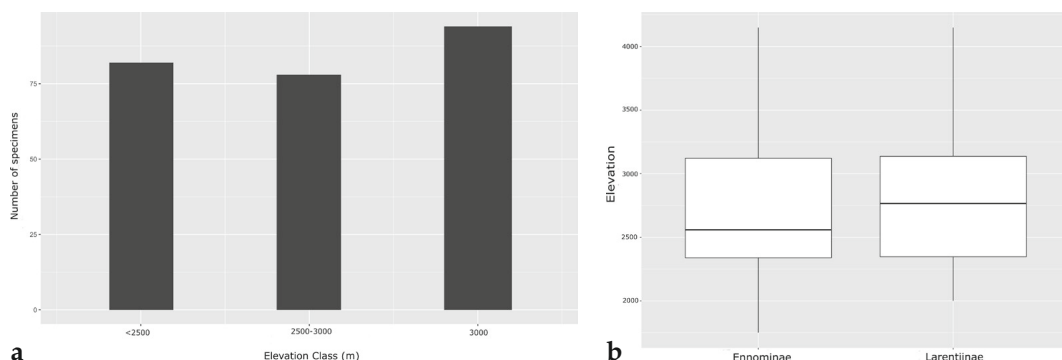 Number of specimens
75-
50-
25-
0-
<2500
2500-3000
3000
Elevation Class (m)
a
Elevation
4000
3500
3000
2500
2000
Ennominae
Larentiinae
b